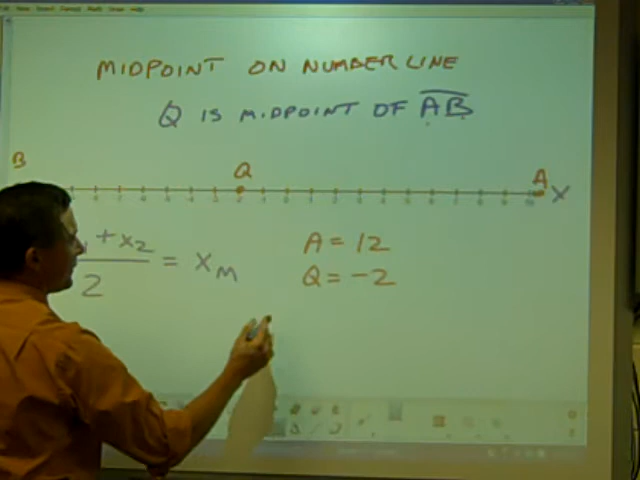 MIDPOINT ON NUMBER LINE
Q IS MIDPOINT OF AB
B Q A X
+ X2
2
= XM
A = 12
Q = -2